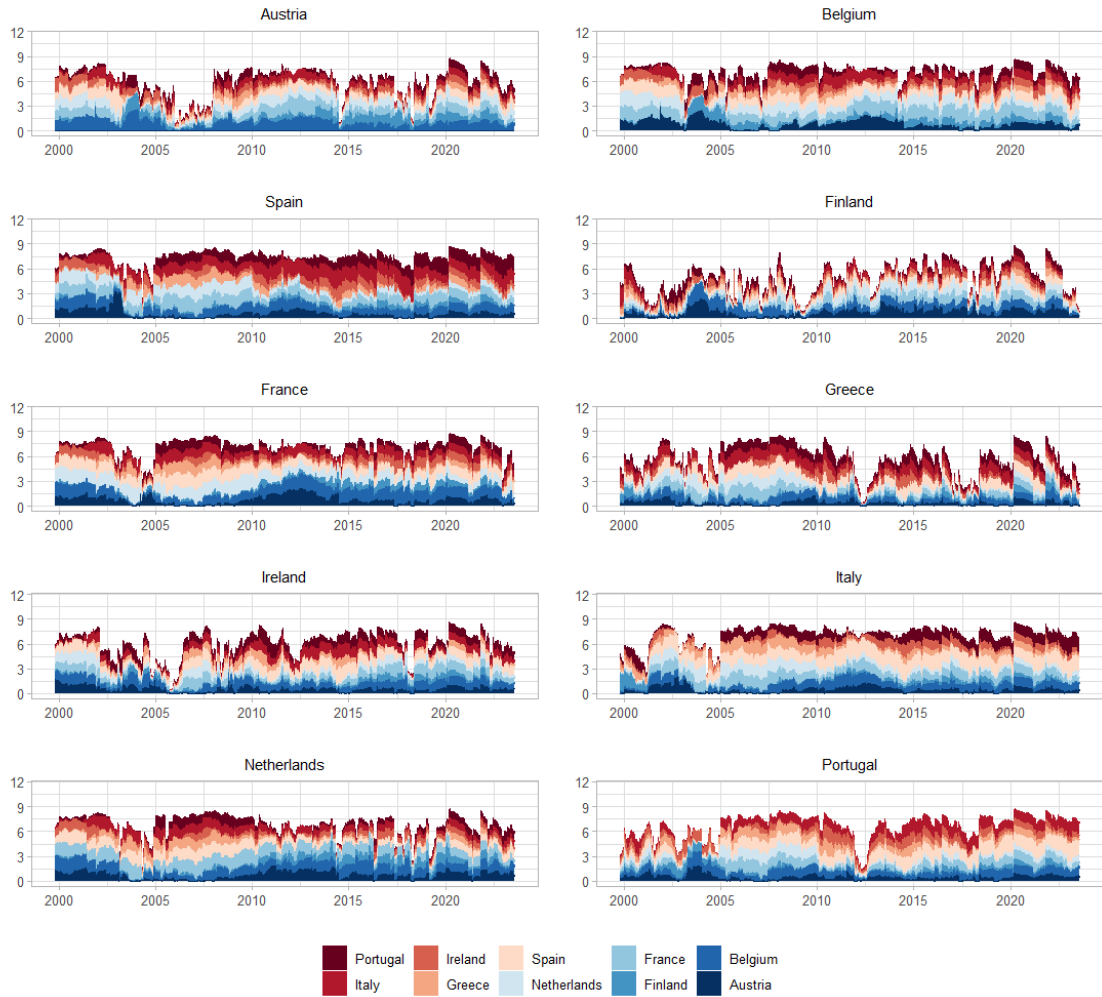 Austria
12
9
6
3
0
2000 2005 2010 2015 2020
Belgium
12
9
6
3
0
2000 2005 2010 2015 2020
Spain
12
9
6
3
0
2000 2005 2010 2015 2020
Finland
12
9
6
3
0
2000 2005 2010 2015 2020
France
12
9
6
3
0
2000 2005 2010 2015 2020
Greece
12
9
6
3
0
2000 2005 2010 2015 2020
Ireland
12
9
6
3
0
2000 2005 2010 2015 2020
Italy
12
9
6
3
0
2000 2005 2010 2015 2020
Netherlands
12
9
6
3
0
2000 2005 2010 2015 2020
Portugal
12
9
6
3
0
2000 2005 2010 2015 2020
Portugal Ireland Spain France Belgium
Italy Greece Netherlands Finland Austria